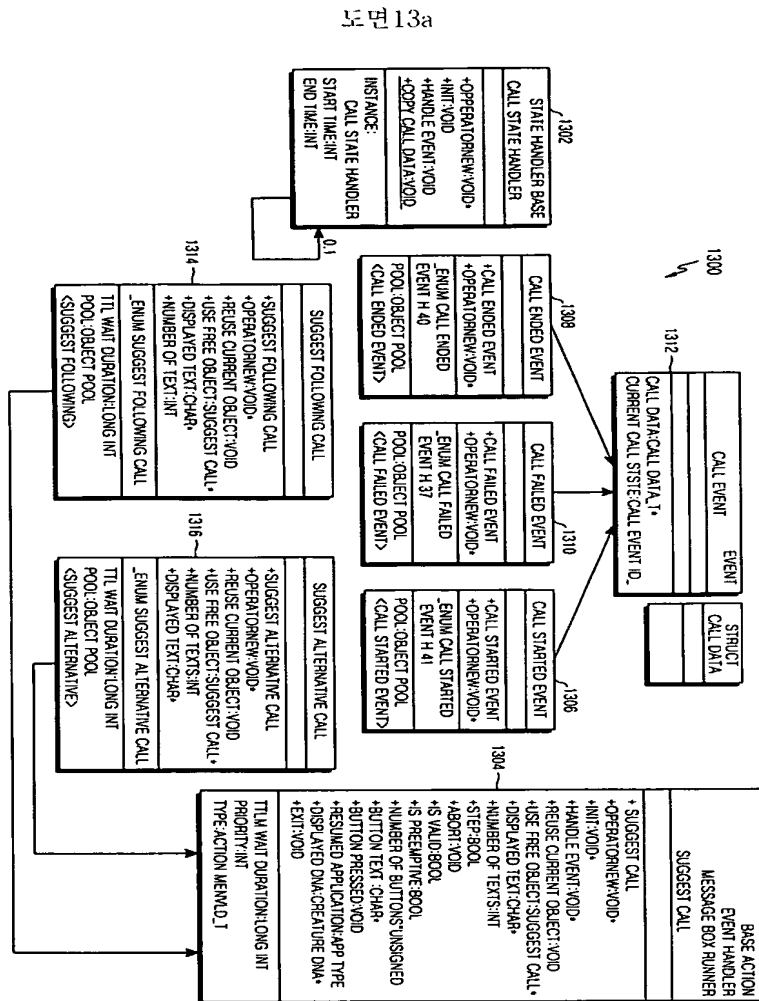 도면13a
1300
1302
STATE HANDLER BASE
CALL STATE HANDLER
+OPPERATORNEW:VOID*
+INIT:VOID
+HANDLE EVENT:VOID
+COPY CALL DATA:VOID
INSTANCE:
CALL STATE HANDLER
START TIME:INT
END TIME:INT
0.1
1312
EVENT
CALL EVENT
CALL DATA:CALL DATA_T*
CURRENT CALL STSTE:CALL EVENT ID_
STRUCT
CALL DATA
1308
CALL ENDED EVENT
+CALL ENDED EVENT
+OPERATORNEW:VOID*
_ENUM CALL ENDED
EVENT H 40
POOL:OBJECT POOL
<CALL ENDED EVENT>
1310
CALL FAILED EVENT
+CALL FAILED EVENT
+OPERATORNEW:VOID*
_ENUM CALL FAILED
EVENT H 37
POOL:OBJECT POOL
<CALL FAILED EVENT>
1306
CALL STARTED EVENT
+CALL STARTED EVENT
+OPERATORNEW:VOID*
_ENUM CALL STARTED
EVENT H 41
POOL:OBJECT POOL
<CALL STARTED EVENT>
1314
SUGGEST FOLLOWING CALL
+SUGGEST FOLLOWING CALL
+OPERATORNEW:VOID*
+REUSE CURRENT OBJECT:VOID
+USE FREE OBJECT:SUGGEST CALL*
+DISPLAYED TEXT:CHAR*
+NUMBER OF TEXT:INT
_ENUM SUGGEST FOLLOWING CALL
TTL WAIT DURATION:LONG INT
POOL:OBJECT POOL
<SUGGEST FOLLOWING>
1316
SUGGEST ALTERNATIVE CALL
+SUGGEST ALTERNATIVE CALL
+OPERATORNEW:VOID*
+REUSE CURRENT OBJECT:VOID
+USE FREE OBJECT:SUGGEST CALL*
+NUMBER OF TEXTS:INT
+DISPLAYED TEXT:CHAR*
_ENUM SUGGEST ALTERNATIVE CALL
TTL WAIT DURATION:LONG INT
POOL:OBJECT POOL
<SUGGEST ALTERNATIVE>
1304
BASE ACTION
EVENT HANDLER
MESSAGE BOX RUNNER
SUGGEST CALL
+ SUGGEST CALL
+OPERATORNEW:VOID*
+INIT:VOID*
+HANDLE EVENT:VOID*
+REUSE CURRENT OBJECT:VOID
+USE FREE OBJECT:SUGGEST CALL*
+DISPLAYED TEXT:CHAR*
+NUMBER OF TEXTS:INT
+STEP:BOOL
+ABORT:VOID
+IS VALID:BOOL
+IS PREEMPTIVE:BOOL
+NUMBER OF BUTTONS"UNSIGNED
+BUTTON TEXT :CHAR*
+BUTTON PRESSED:VOID
+RESUMED APPLICATION:APP TYPE
+DISPLAYED DNA:CREATURE DNA*
+EXIT:VOID
TTLM WAIT DURATION:LONG INT
PRIORITY:INT
TYPE:ACTION MENVLO_T